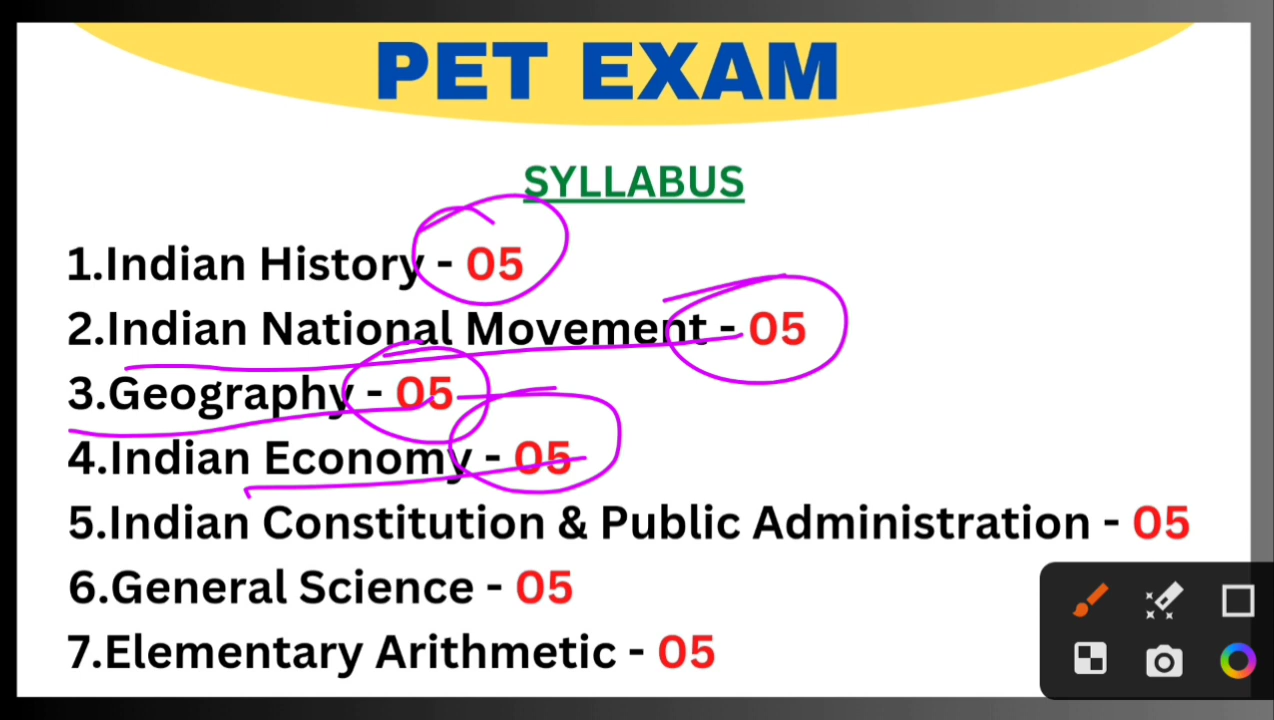 PET EXAM
SYLLABUS
1.Indian History - 05
2.Indian National Movement - 05
3.Geography - 05
4.Indian Economy - 05
5.Indian Constitution & Public Administration - 05
6.General Science - 05
7.Elementary Arithmetic - 05